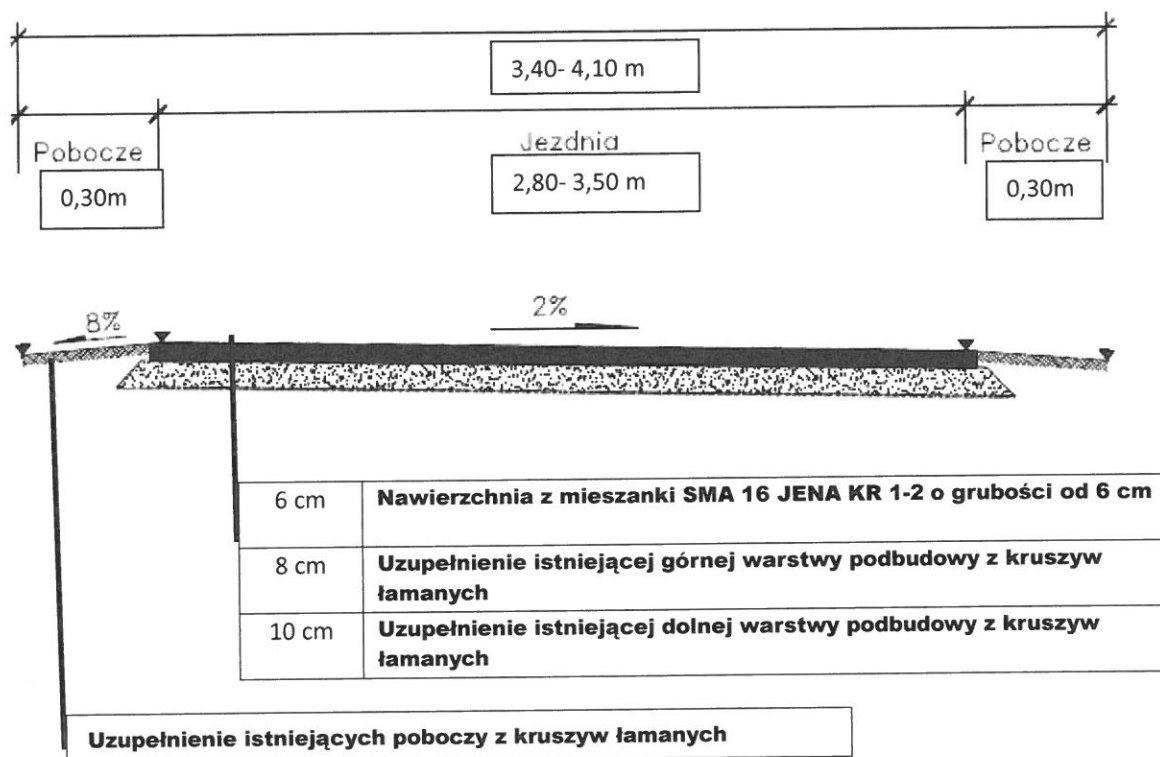 3,40- 4,10 m
Pobocze
Jezdnia
Pobocze
0,30m
2,80- 3,50 m
0,30m
8%
2%
6 cm
Nawierzchnia z mieszanki SMA 16 JENA KR 1-2 o grubości od 6 cm
8 cm
Uzupełnienie istniejącej górnej warstwy podbudowy z kruszyw
łamanych
10 cm
Uzupełnienie istniejącej dolnej warstwy podbudowy z kruszyw
łamanych
Uzupełnienie istniejących poboczy z kruszyw łamanych